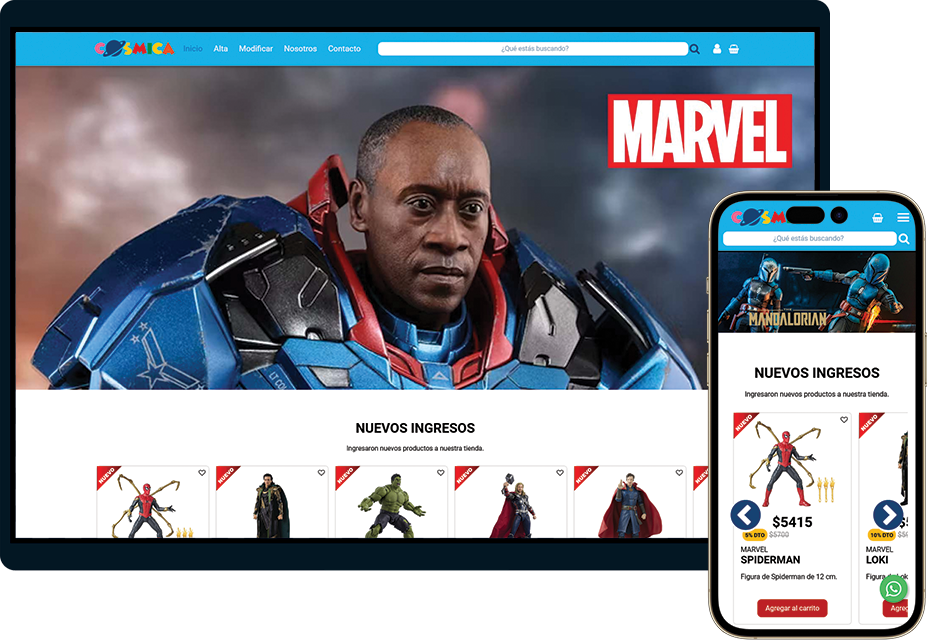 COSMICA Inicio Alta Modificar Nosotros Contacto ¿Qué estás buscando?
MARVEL
LT COL
NUEVOS INGRESOS
Ingresaron nuevos productos a nuestra tienda.
NUEVO NUEVO NUEVO NUEVO NUEVO
COSM
¿Qué estás buscando?
MANDALORIAN
NUEVOS INGRESOS
Ingresaron nuevos productos a nuestra tienda.
NUEVO NUEVO
$5415
5% DTO $5700
10% DTO
MARVEL MARVEL
SPIDERMAN LOKI
Figura de Spiderman de 12 cm. Figura
Agregar al carrito Agreg